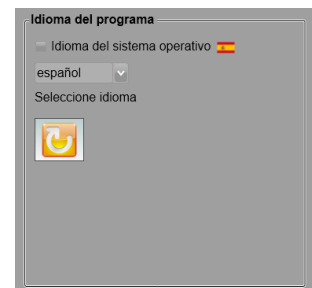 Idioma del programa
Idioma del sistema operativo
español
Seleccione idioma